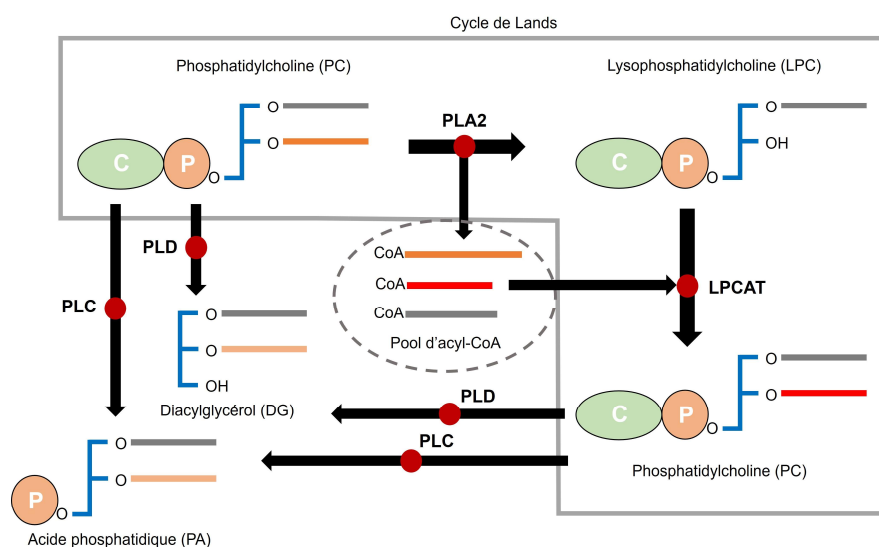 Cycle de Lands
Phosphatidylcholine (PC)
Lysophosphatidylcholine (LPC)
O
O
C
P
O
PLA2
O
OH
C
P
O
PLD
PLC
CoA
CoA
CoA
Pool d'acyl-CoA
LPCAT
O
O
OH
Diacylglycérol (DG)
PLD
PLC
O
O
C
P
O
Phosphatidylcholine (PC)
O
O
P
O
Acide phosphatidique (PA)